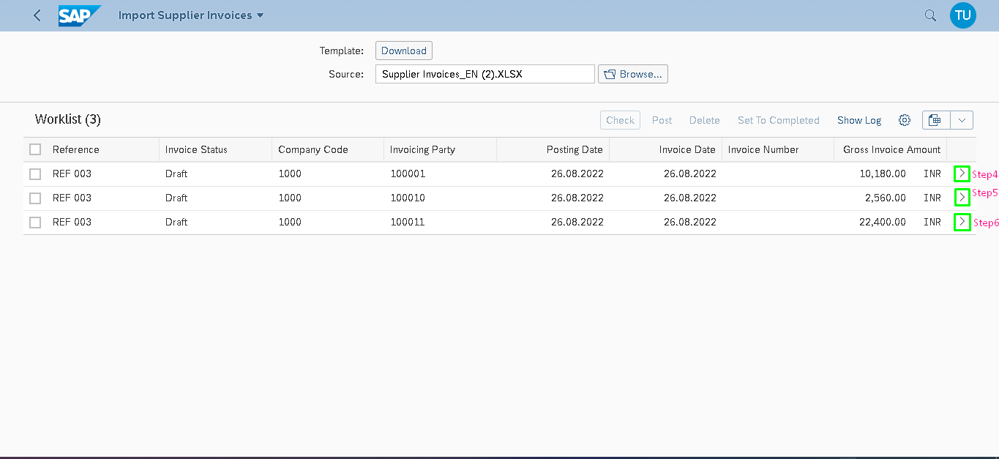 SAP Import Supplier Invoices TU
Template: Download
Source: Supplier Invoices_EN (2).XLSX Browse...
Worklist (3) Check Post Delete Set To Completed Show Log
Reference Invoice Status Company Code Invoicing Party Posting Date Invoice Date Invoice Number Gross Invoice Amount
REF 003 Draft 1000 100001 26.08.2022 26.08.2022 10,180.00 INR Step4
REF 003 Draft 1000 100010 26.08.2022 26.08.2022 2,560.00 INR Step5
REF 003 Draft 1000 100011 26.08.2022 26.08.2022 22,400.00 INR Step6